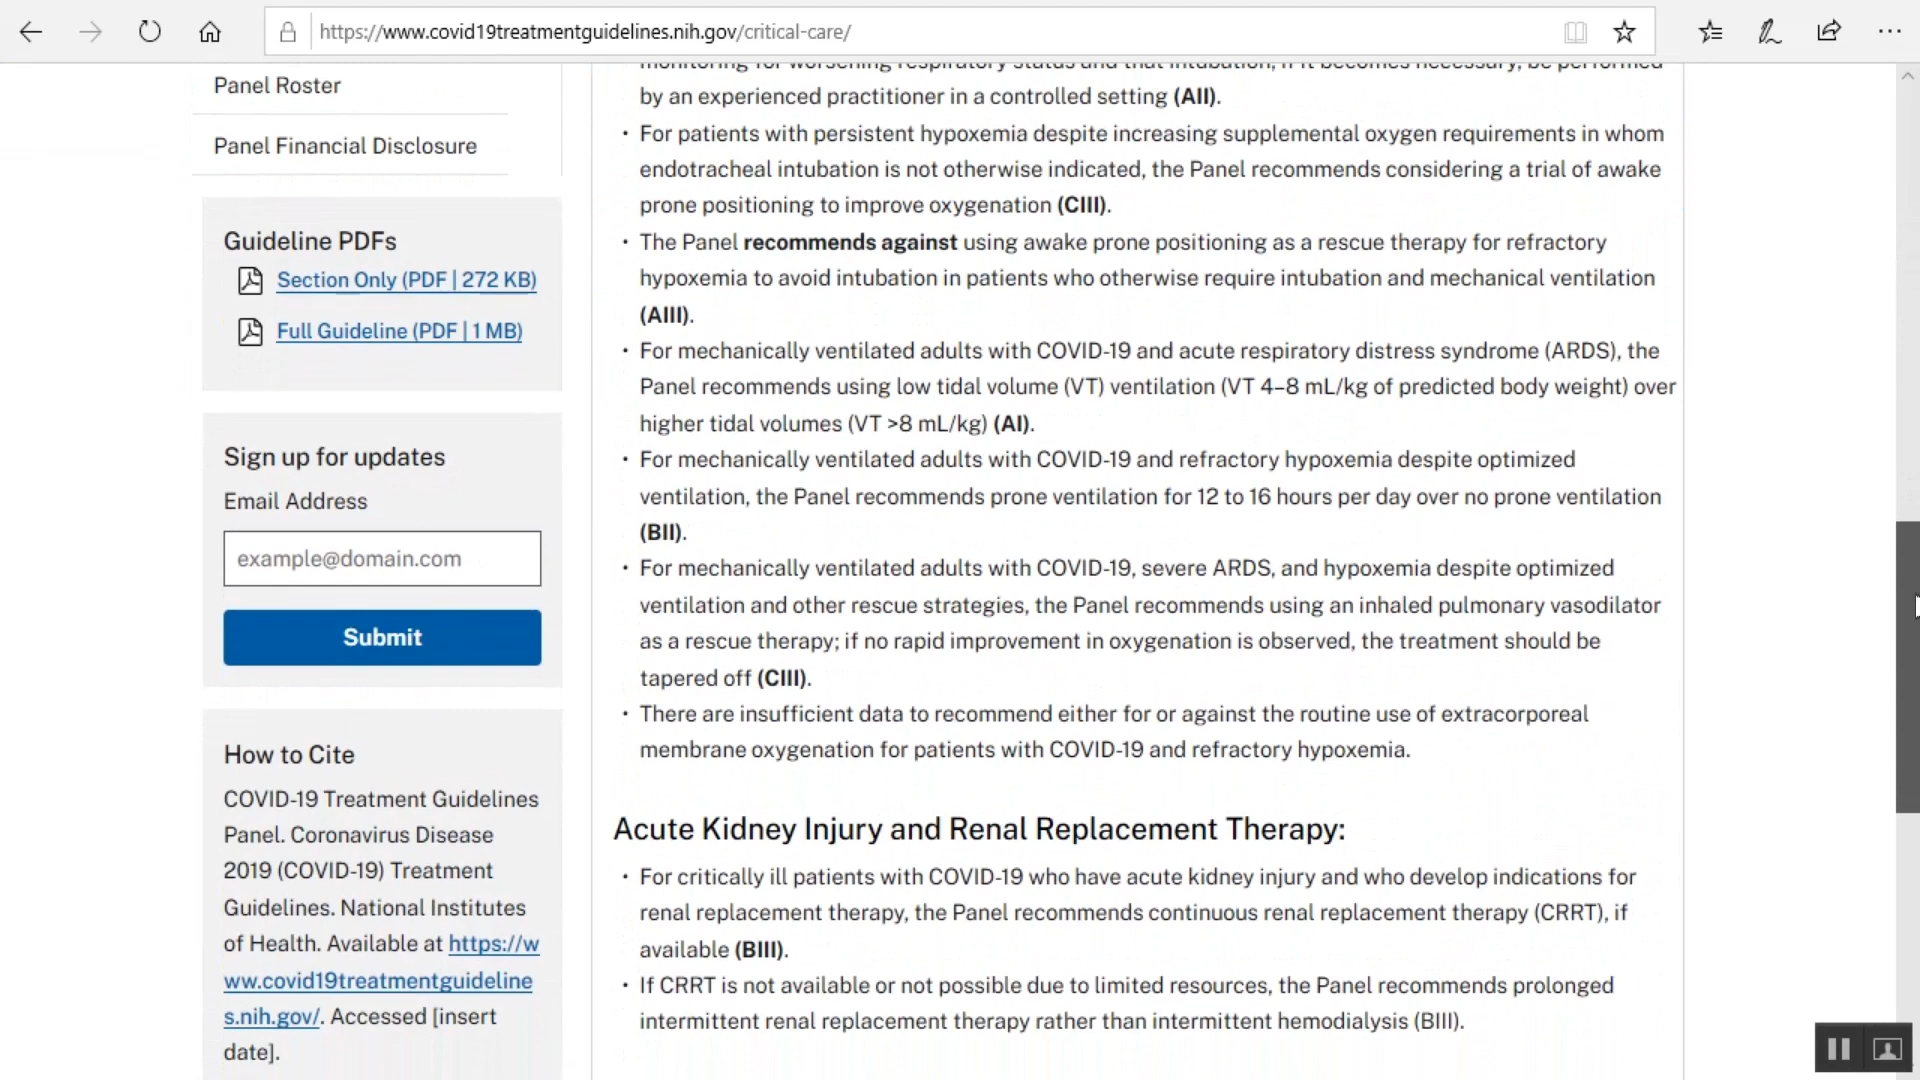 https://www.covid19treatmentguidelines.nih.gov/critical-care/
Panel Roster
Panel Financial Disclosure
Guideline PDFs
Section Only (PDF | 272 KB)
Full Guideline (PDF | 1 MB)
Sign up for updates
Email Address
example@domain.com
Submit
How to Cite
COVID-19 Treatment Guidelines
Panel. Coronavirus Disease
2019 (COVID-19) Treatment
Guidelines. National Institutes
of Health. Available at https://w
ww.covid19treatmentguideline
s.nih.gov/. Accessed [insert
date].
monitoring for worsening respiratory status and that intubation, if it becomes necessary, be performed
by an experienced practitioner in a controlled setting (AII).
• For patients with persistent hypoxemia despite increasing supplemental oxygen requirements in whom
endotracheal intubation is not otherwise indicated, the Panel recommends considering a trial of awake
prone positioning to improve oxygenation (CIII).
• The Panel recommends against using awake prone positioning as a rescue therapy for refractory
hypoxemia to avoid intubation in patients who otherwise require intubation and mechanical ventilation
(AIII).
• For mechanically ventilated adults with COVID-19 and acute respiratory distress syndrome (ARDS), the
Panel recommends using low tidal volume (VT) ventilation (VT 4–8 mL/kg of predicted body weight) over
higher tidal volumes (VT >8 mL/kg) (AI).
• For mechanically ventilated adults with COVID-19 and refractory hypoxemia despite optimized
ventilation, the Panel recommends prone ventilation for 12 to 16 hours per day over no prone ventilation
(BII).
• For mechanically ventilated adults with COVID-19, severe ARDS, and hypoxemia despite optimized
ventilation and other rescue strategies, the Panel recommends using an inhaled pulmonary vasodilator
as a rescue therapy; if no rapid improvement in oxygenation is observed, the treatment should be
tapered off (CIII).
• There are insufficient data to recommend either for or against the routine use of extracorporeal
membrane oxygenation for patients with COVID-19 and refractory hypoxemia.
Acute Kidney Injury and Renal Replacement Therapy:
• For critically ill patients with COVID-19 who have acute kidney injury and who develop indications for
renal replacement therapy, the Panel recommends continuous renal replacement therapy (CRRT), if
available (BIII).
• If CRRT is not available or not possible due to limited resources, the Panel recommends prolonged
intermittent renal replacement therapy rather than intermittent hemodialysis (BIII).